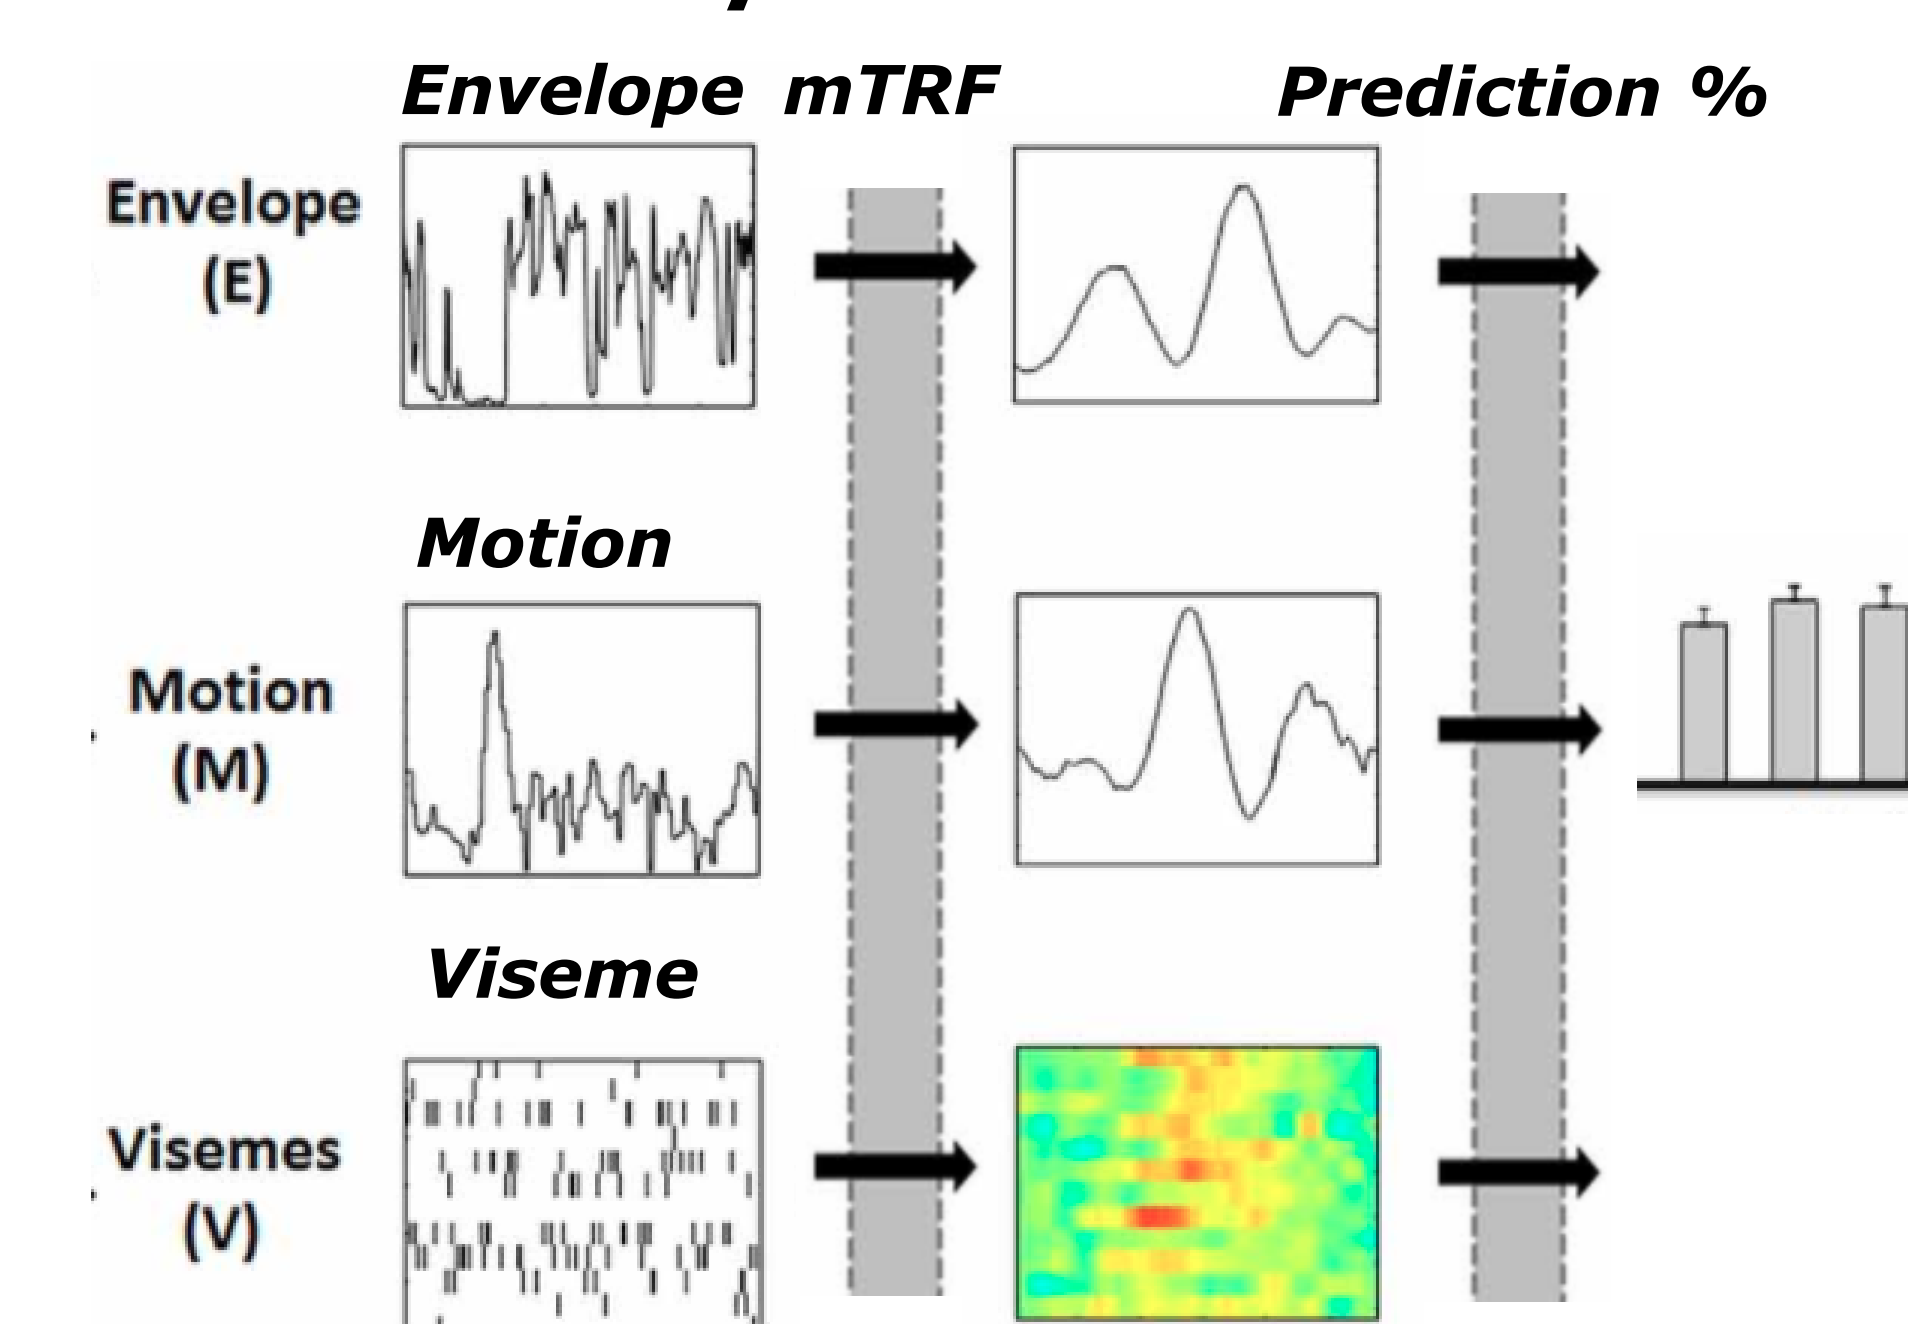 Envelope mTRF
Prediction %
Envelope
(E)
Motion
Motion
(M)
Viseme
Visemes
(V)